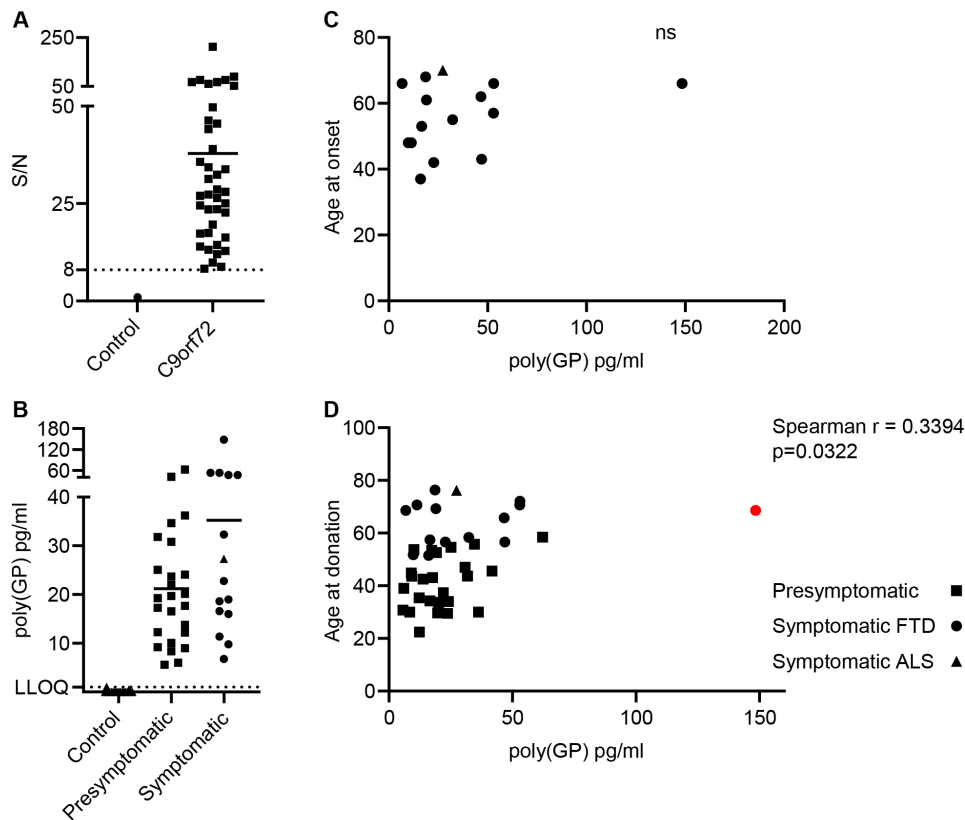 A
250
50
50
25
8
0
S/N
Control
C9orf72
C
ns
80
60
40
20
0
Age at onset
0
50
100
150
200
poly(GP) pg/ml
B
180
120
60
40
30
20
10
LLOQ
poly(GP) pg/ml
Control
Presymptomatic
Symptomatic
D
Spearman r = 0.3394
p=0.0322
100
80
60
40
20
0
Age at donation
0
50
100
150
poly(GP) pg/ml
Presymptomatic
Symptomatic FTD
Symptomatic ALS